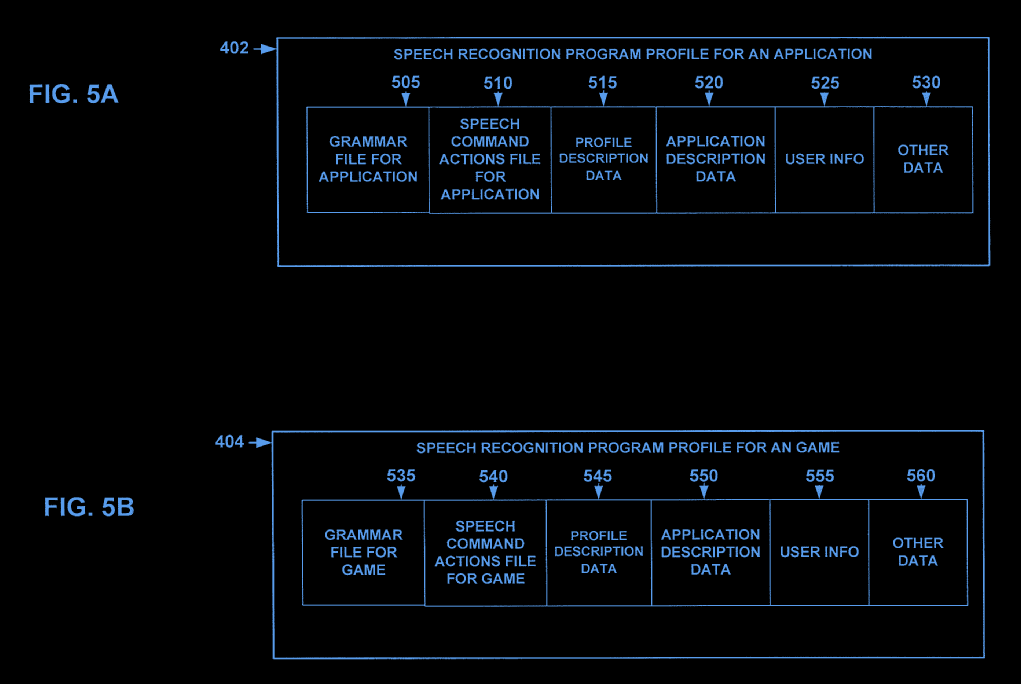 402
SPEECH RECOGNITION PROGRAM PROFILE FOR AN APPLICATION
FIG. 5A
505 510 515 520 525 530
GRAMMAR
FILE FOR
APPLICATION
SPEECH
COMMAND
ACTIONS FILE
FOR
APPLICATION
PROFILE
DESCRIPTION
DATA
APPLICATION
DESCRIPTION
DATA
USER INFO
OTHER
DATA
404
SPEECH RECOGNITION PROGRAM PROFILE FOR AN GAME
FIG. 5B
535 540 545 550 555 560
GRAMMAR
FILE FOR
GAME
SPEECH
COMMAND
ACTIONS FILE
FOR GAME
PROFILE
DESCRIPTION
DATA
APPLICATION
DESCRIPTION
DATA
USER INFO
OTHER
DATA